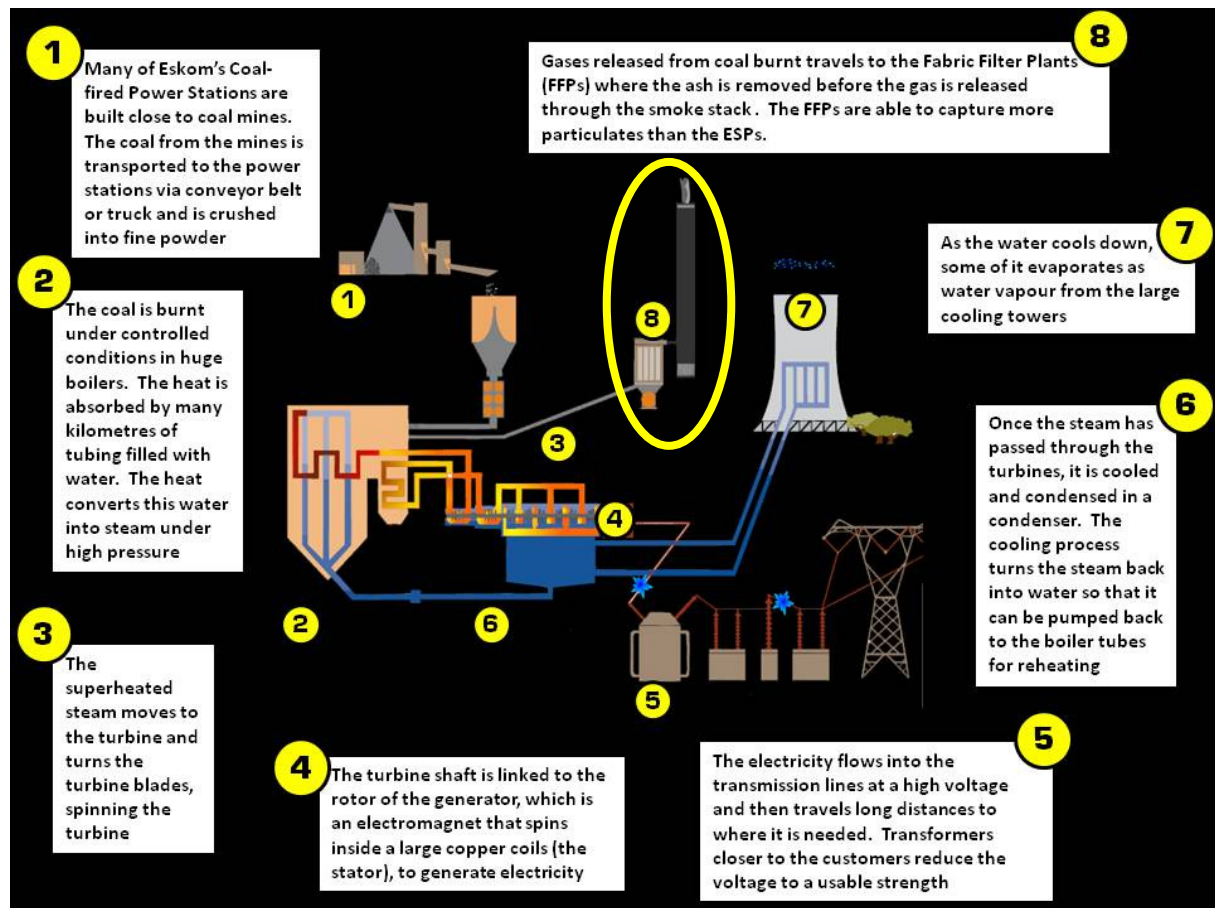 1
Many of Eskom's Coal-
fired Power Stations are
built close to coal mines.
The coal from the mines is
transported to the power
stations via conveyor belt
or truck and is crushed
into fine powder
2
The coal is burnt
under controlled
conditions in huge
boilers. The heat is
absorbed by many
kilometres of
tubing filled with
water. The heat
converts this water
into steam under
high pressure
3
The
superheated
steam moves to
the turbine and
turns the
turbine blades,
spinning the
turbine
4
The turbine shaft is linked to the
rotor of the generator, which is
an electromagnet that spins
inside a large copper coils (the
stator), to generate electricity
5
The electricity flows into the
transmission lines at a high voltage
and then travels long distances to
where it is needed. Transformers
closer to the customers reduce the
voltage to a usable strength
6
Once the steam has
passed through the
turbines, it is cooled
and condensed in a
condenser. The
cooling process
turns the steam back
into water so that it
can be pumped back
to the boiler tubes
for reheating
7
As the water cools down,
some of it evaporates as
water vapour from the large
cooling towers
8
Gases released from coal burnt travels to the Fabric Filter Plants
(FFPs) where the ash is removed before the gas is released
through the smoke stack. The FFPs are able to capture more
particulates than the ESPs.
1
8
7
3
4
2
6
5